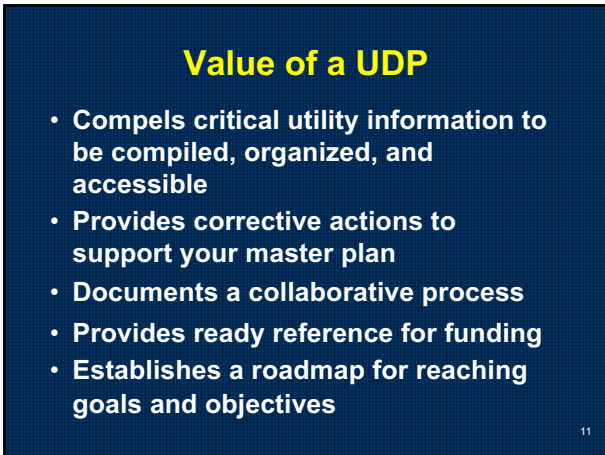 Value of a UDP
• Compels critical utility information to
be compiled, organized, and
accessible
• Provides corrective actions to
support your master plan
• Documents a collaborative process
• Provides ready reference for funding
• Establishes a roadmap for reaching
goals and objectives
11